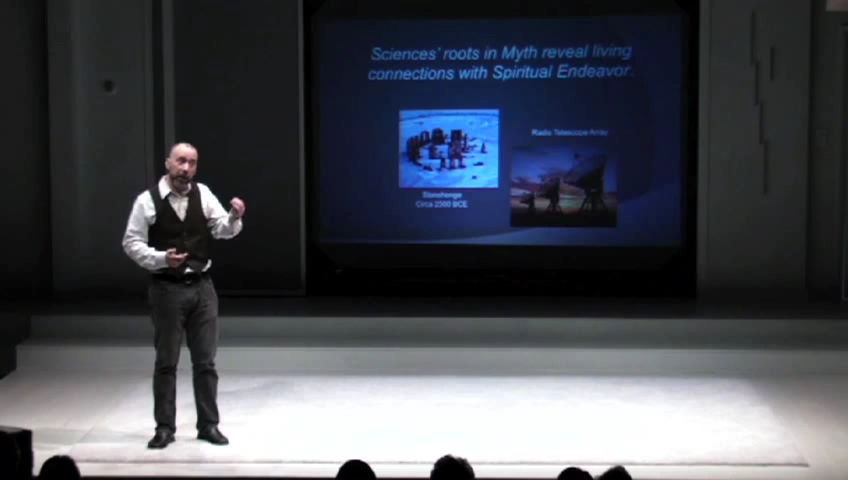 Sciences' roots in Myth reveal living
connections with Spiritual Endeavor.
Radio Telescope Array
Stonehenge
Circa 2500 BCE